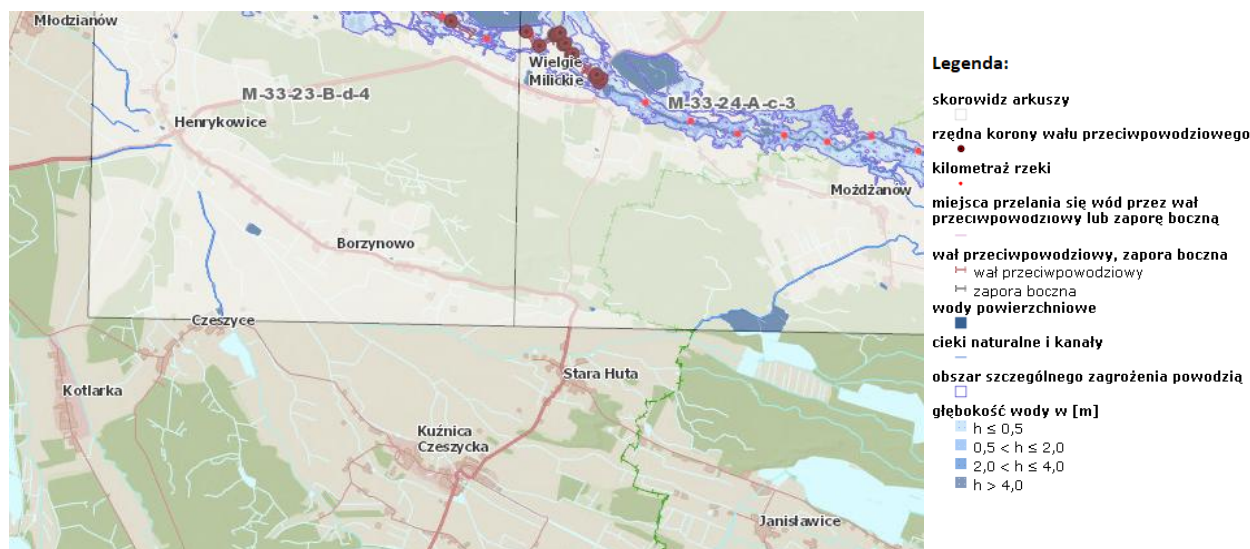 Młodzianów
Wielgie
Milickie
M-33-23-B-d-4
M-33-24-A-c-3
Henrykowice
Możdżanow
Borzynowo
Czeszyce
Stara Huta
Kotlarka
Kuźnica
Czeszycka
Janisławice
Legenda:
skorowidz arkuszy
rzędna korony wału przeciwpowodziowego
kilometraż rzeki
miejsca przelania się wód przez wał
przeciwpowodziowy lub zaporę boczną
wał przeciwpowodziowy, zapora boczna
wał przeciwpowodziowy
zapora boczna
wody powierzchniowe
cieki naturalne i kanały
obszar szczególnego zagrożenia powodzią
głębokość wody w [m]
h ≤ 0,5
0,5 < h ≤ 2,0
2,0 < h ≤ 4,0
h > 4,0